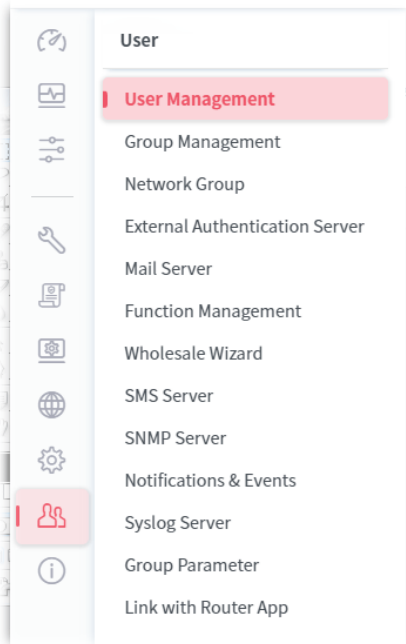 User
User Management
Group Management
Network Group
External Authentication Server
Mail Server
Function Management
Wholesale Wizard
SMS Server
SNMP Server
Notifications & Events
Syslog Server
Group Parameter
Link with Router App